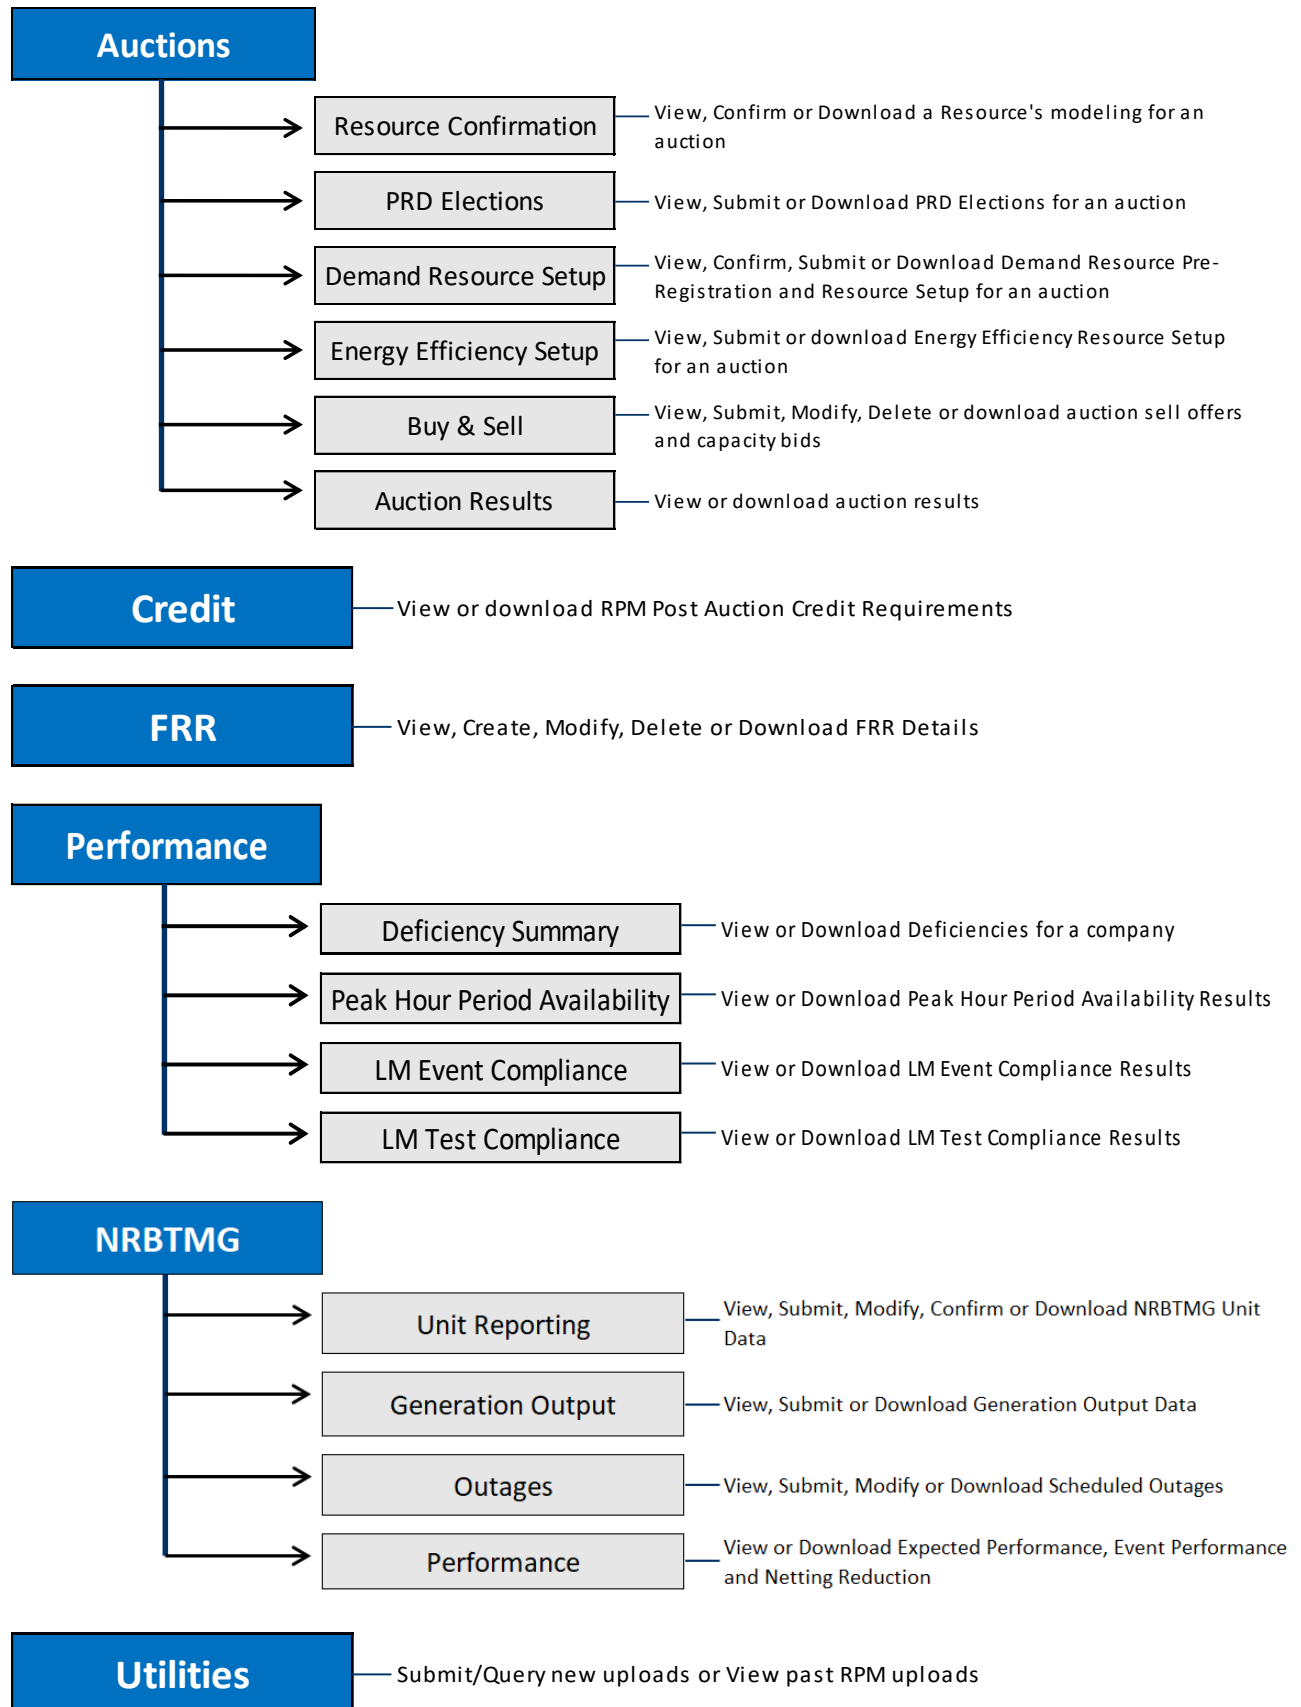 Auctions
Resource Confirmation
View, Confirm or Download a Resource's modeling for an
auction
PRD Elections
View, Submit or Download PRD Elections for an auction
Demand Resource Setup
View, Confirm, Submit or Download Demand Resource Pre-
Registration and Resource Setup for an auction
Energy Efficiency Setup
View, Submit or download Energy Efficiency Resource Setup
for an auction
Buy & Sell
View, Submit, Modify, Delete or download auction sell offers
and capacity bids
Auction Results
View or download auction results
Credit
View or download RPM Post Auction Credit Requirements
FRR
View, Create, Modify, Delete or Download FRR Details
Performance
Deficiency Summary
View or Download Deficiencies for a company
Peak Hour Period Availability
View or Download Peak Hour Period Availability Results
LM Event Compliance
View or Download LM Event Compliance Results
LM Test Compliance
View or Download LM Test Compliance Results
NRBTMG
Unit Reporting
View, Submit, Modify, Confirm or Download NRBTMG Unit
Data
Generation Output
View, Submit or Download Generation Output Data
Outages
View, Submit, Modify or Download Scheduled Outages
Performance
View or Download Expected Performance, Event Performance
and Netting Reduction
Utilities
Submit/Query new uploads or View past RPM uploads